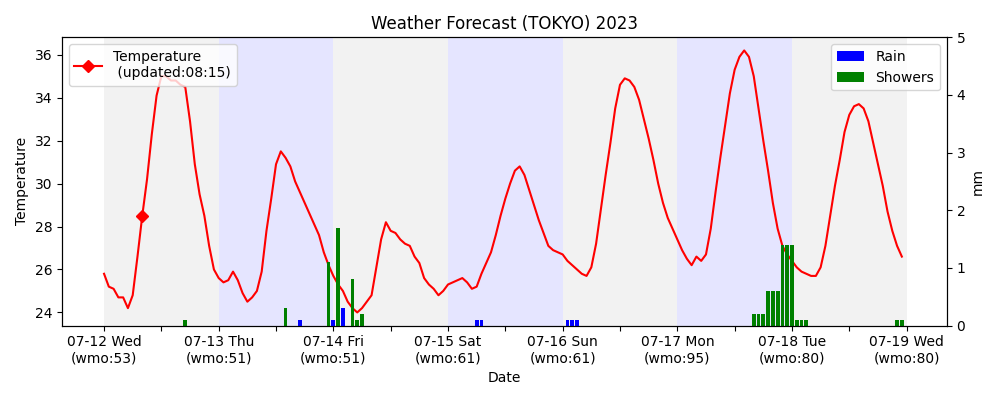 Weather Forecast (TOKYO) 2023
Temperature
(updated:08:15)
Rain
Showers
36
34
32
30
28
26
24
Temperature
5
4
3
2
1
0
mm
07-12 Wed 07-13 Thu 07-14 Fri 07-15 Sat 07-16 Sun 07-17 Mon 07-18 Tue 07-19 Wed
(wmo:53) (wmo:51) (wmo:51) (wmo:61) (wmo:61) (wmo:95) (wmo:80) (wmo:80)
Date